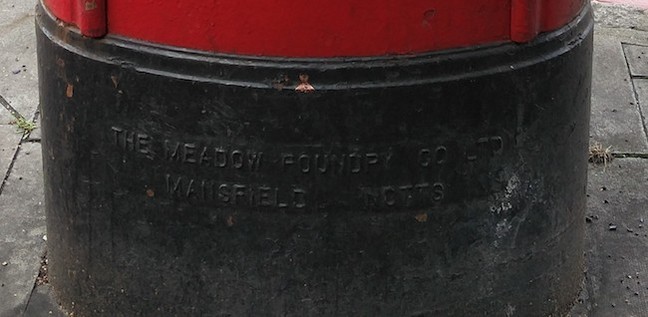 THE MEADOW FOUNDRY CO LTD
MANSFIELD NOTTS